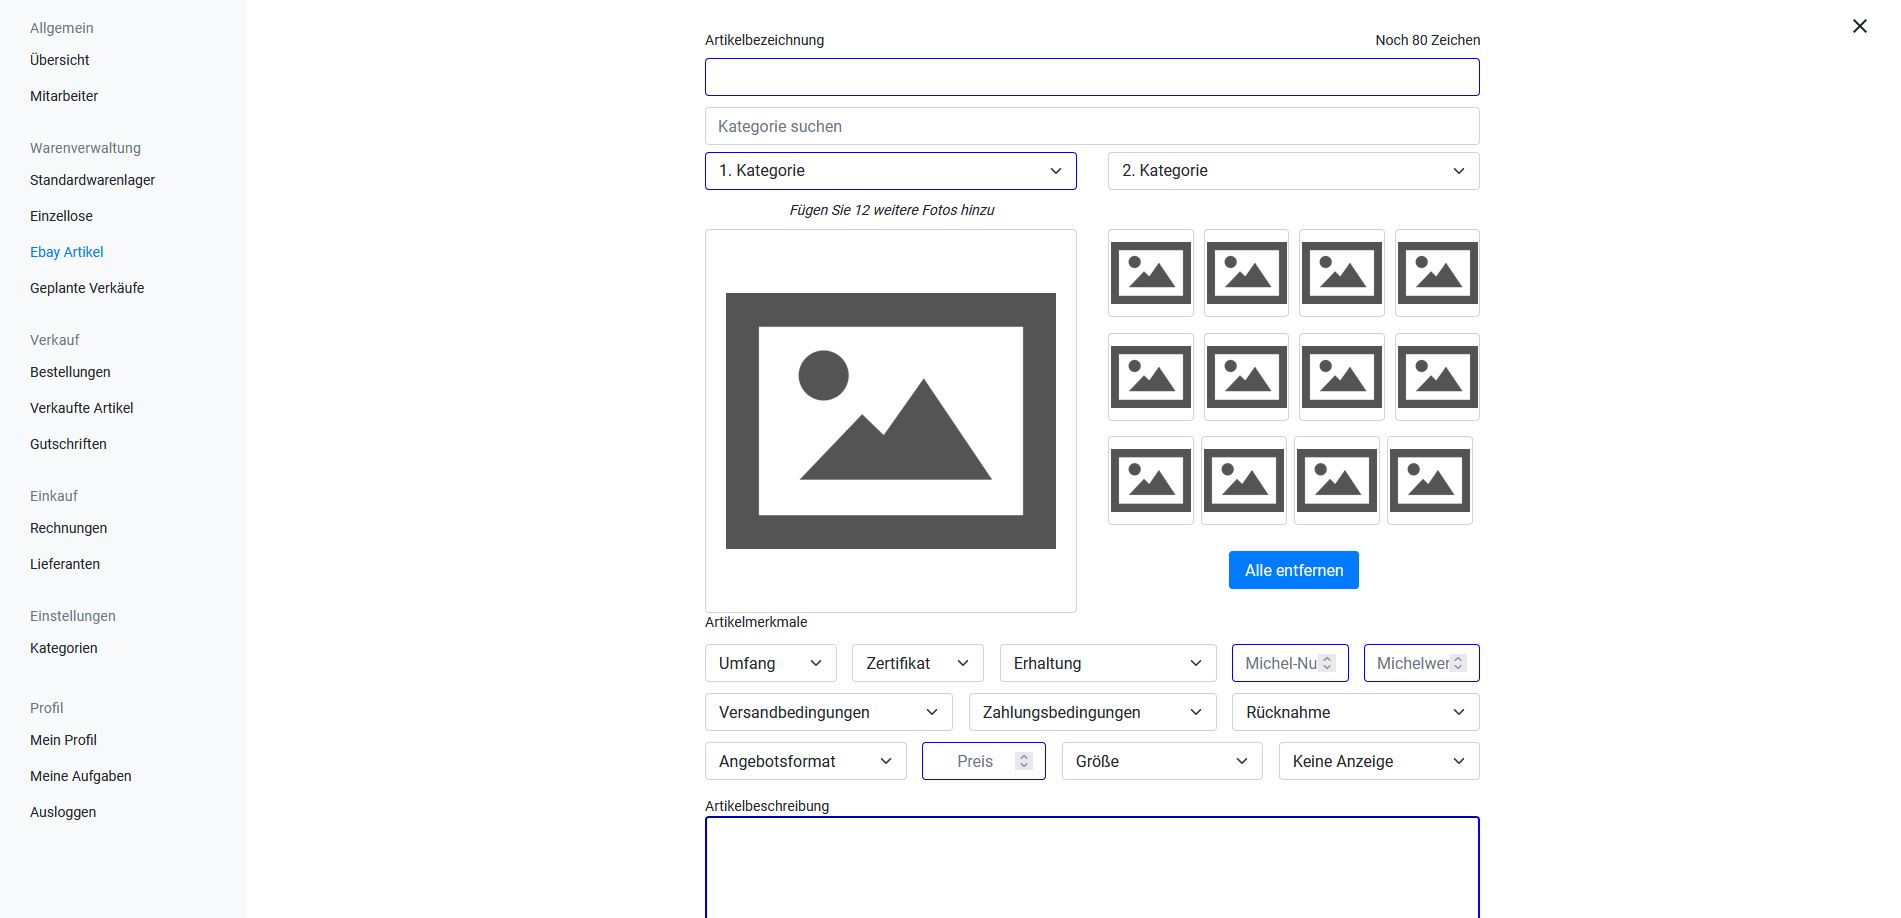 Allgemein
Übersicht
Mitarbeiter
Warenverwaltung
Standardwarenlager
Einzellose
Ebay Artikel
Geplante Verkäufe
Verkauf
Bestellungen
Verkaufte Artikel
Gutschriften
Einkauf
Rechnungen
Lieferanten
Einstellungen
Kategorien
Profil
Mein Profil
Meine Aufgaben
Ausloggen
Artikelbezeichnung Noch 80 Zeichen
Kategorie suchen
1. Kategorie 2. Kategorie
Fügen Sie 12 weitere Fotos hinzu
Alle entfernen
Artikelmerkmale
Umfang Zertifikat Erhaltung Michel-Nu Michelwer
Versandbedingungen Zahlungsbedingungen Rücknahme
Angebotsformat Preis Größe Keine Anzeige
Artikelbeschreibung